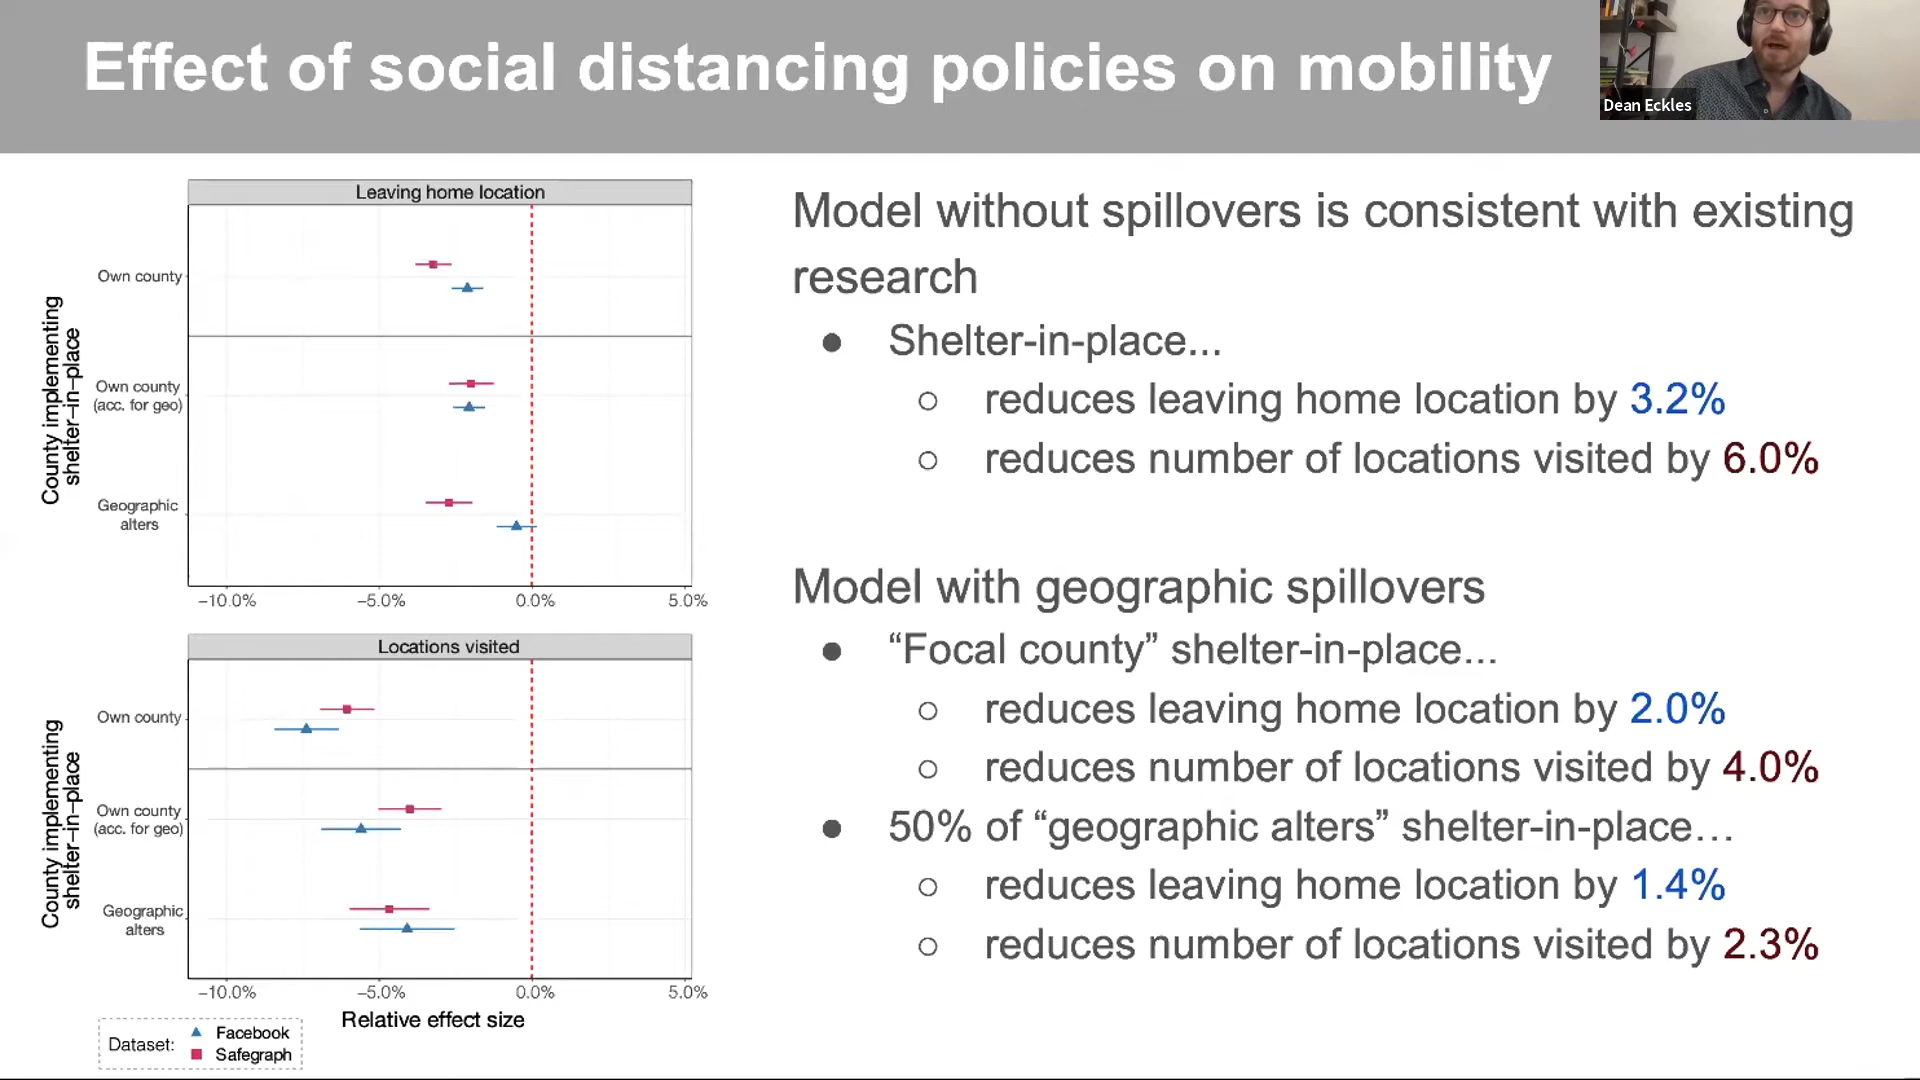 Effect of social distancing policies on mobility
Dean Eckles
Leaving home location
County implementing
shelter-in-place
Own county
Own county
(acc. for geo)
Geographic
alters
−10.0%
−5.0%
0.0%
5.0%
Locations visited
County implementing
shelter-in-place
Own county
Own county
(acc. for geo)
Geographic
alters
−10.0%
−5.0%
0.0%
5.0%
Relative effect size
Dataset:
Facebook
Safegraph
Model without spillovers is consistent with existing
research
● Shelter-in-place...
○ reduces leaving home location by 3.2%
○ reduces number of locations visited by 6.0%
Model with geographic spillovers
● “Focal county” shelter-in-place...
○ reduces leaving home location by 2.0%
○ reduces number of locations visited by 4.0%
● 50% of “geographic alters” shelter-in-place…
○ reduces leaving home location by 1.4%
○ reduces number of locations visited by 2.3%